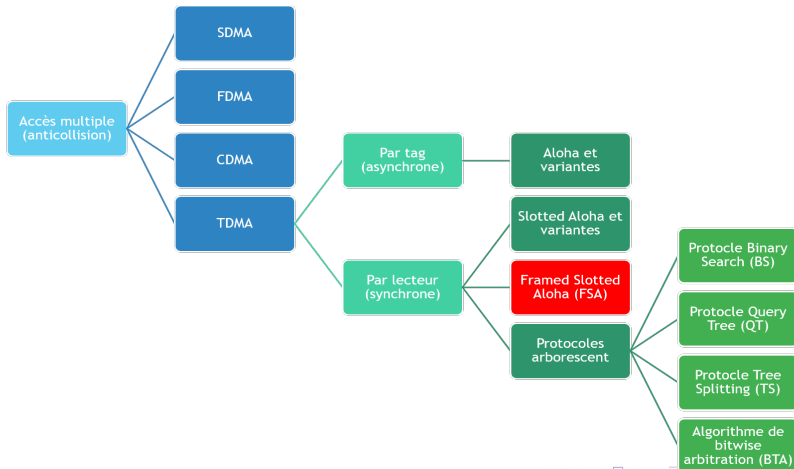 SDMA
FDMA
Accès multiple
(anticollision)
CDMA
TDMA
Par tag
(asynchrone)
Aloha et
variantes
Slotted Aloha et
variantes
Par lecteur
(synchrone)
Framed Slotted
Aloha (FSA)
Protocoles
arborescent
Protocle Binary
Search (BS)
Protocle Query
Tree (QT)
Protocle Tree
Splitting (TS)
Algorithme de
bitwise
arbitration (BTA)